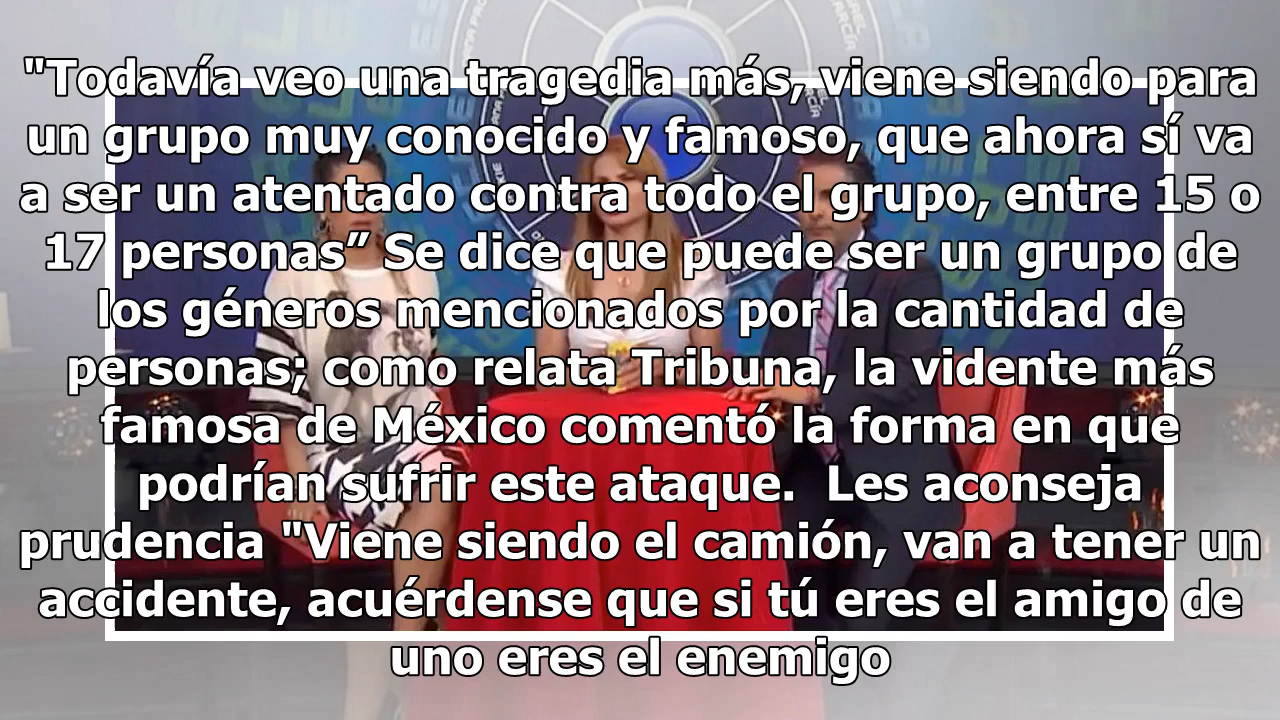 "Todavía veo una tragedia más, viene siendo para
un grupo muy conocido y famoso, que ahora sí va
a ser un atentado contra todo el grupo, entre 15 o
17 personas” Se dice que puede ser un grupo de
los géneros mencionados por la cantidad de
personas; como relata Tribuna, la vidente más
famosa de México comentó la forma en que
podrían sufrir este ataque.  Les aconseja
prudencia "Viene siendo el camión, van a tener un
accidente, acuérdense que si tú eres el amigo de
uno eres el enemigo